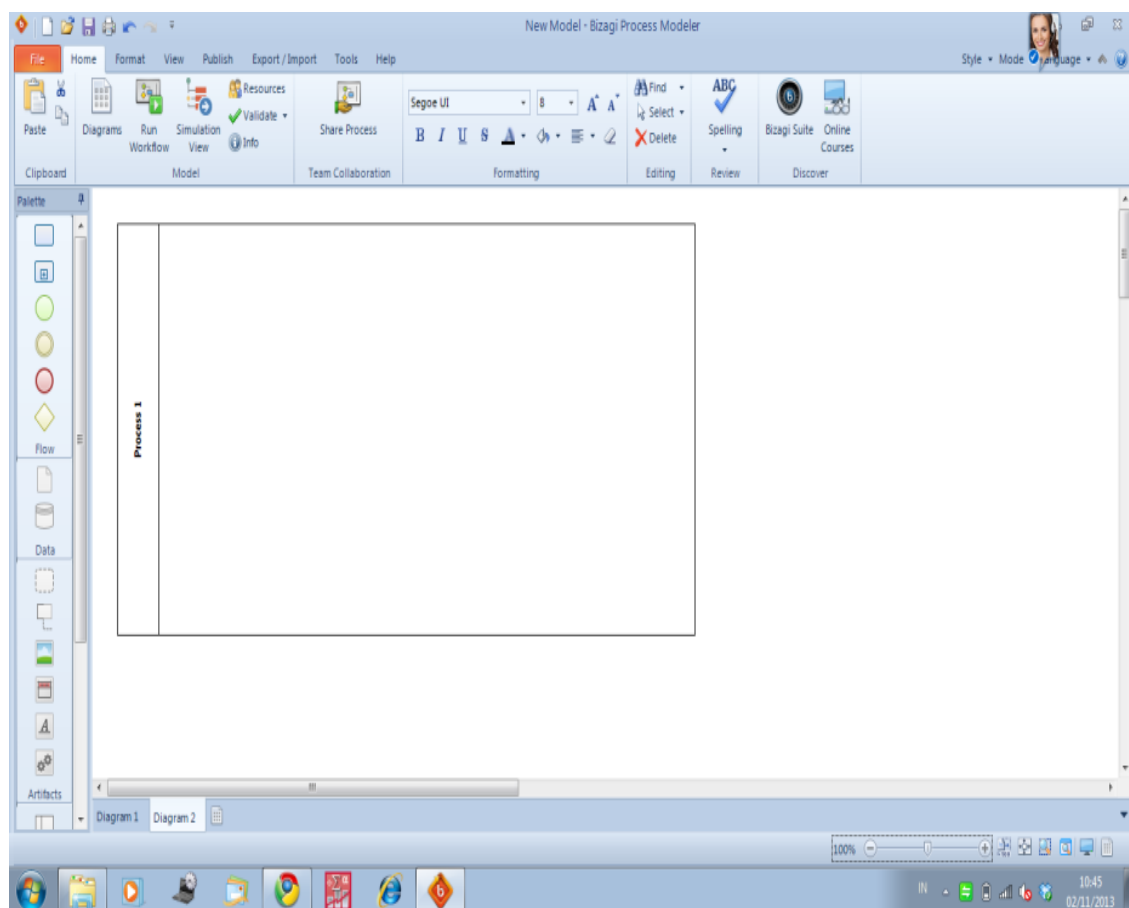 New Model - Bizagi Process Modeler
File Home Format View Publish Export / Import Tools Help
Style Mode
Paste
Clipboard
Diagrams
Run Workflow
Simulation View
Resources
Validate
Info
Model
Share Process
Team Collaboration
Segoe UI 8 A A
B I U S A
Formatting
Find
Select
Delete
Editing
ABC
Spelling
Review
Bizagi Suite
Online Courses
Discover
Palette
Flow
Data
A
Artifacts
Process 1
Diagram 1 Diagram 2
100%
IN
10:45
02/11/2013